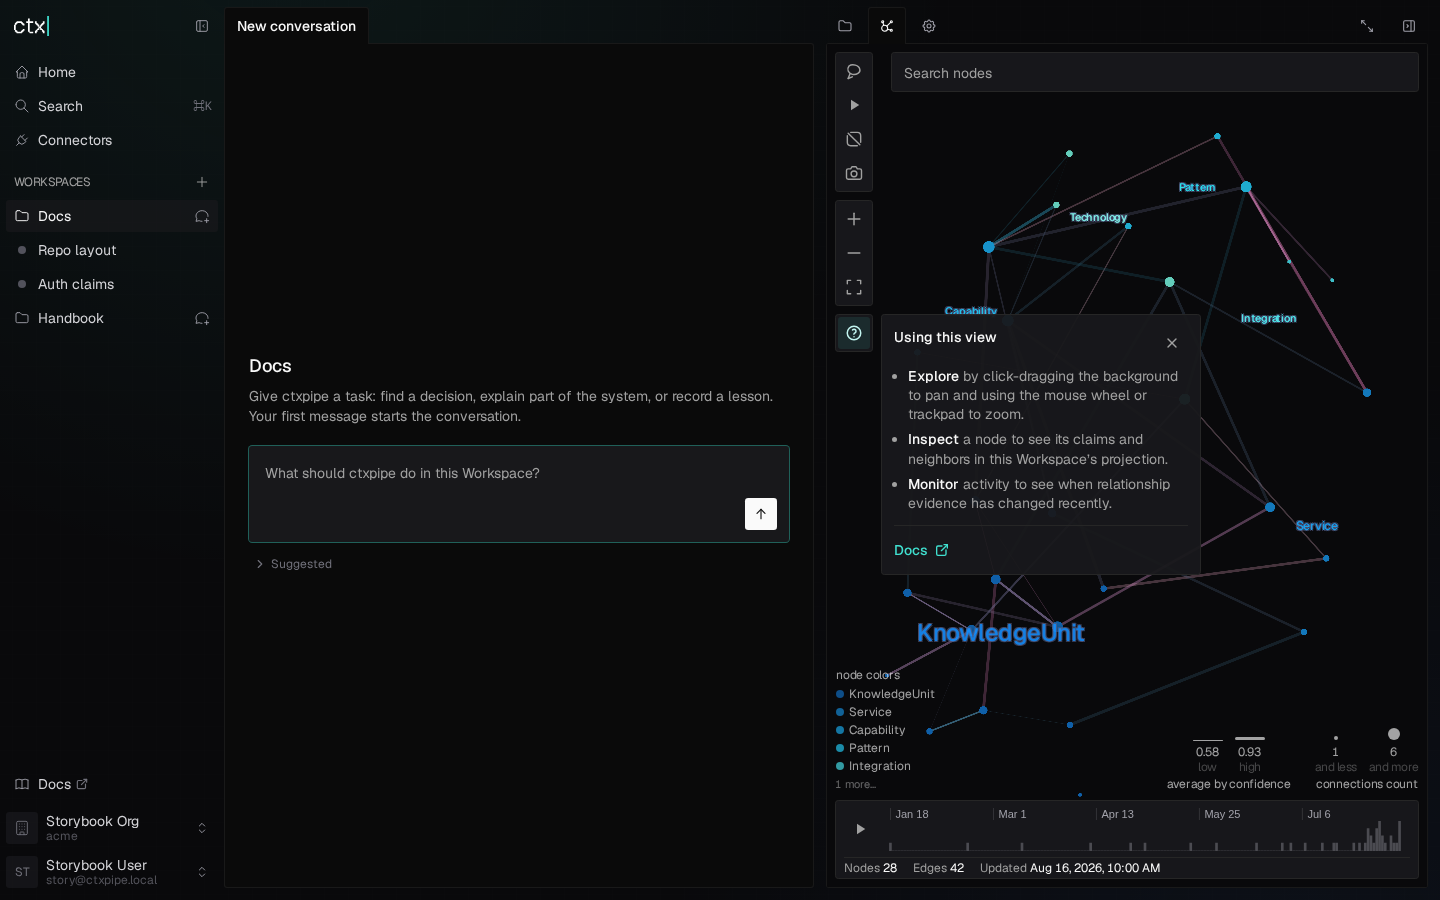 ctx
Home
Search ⌘K
Connectors
WORKSPACES
Docs
Repo layout
Auth claims
Handbook
Docs
Storybook Org
acme
ST
Storybook User
story@ctxpipe.local
New conversation
Docs
Give ctxpipe a task: find a decision, explain part of the system, or record a lesson.
Your first message starts the conversation.
What should ctxpipe do in this Workspace?
Suggested
Search nodes
Pattern
Technology
Capability
Integration
Using this view
Explore by click-dragging the background
to pan and using the mouse wheel or
trackpad to zoom.
Inspect a node to see its claims and
neighbors in this Workspace's projection.
Monitor activity to see when relationship
evidence has changed recently.
Docs
Service
KnowledgeUnit
node colors
KnowledgeUnit
Service
Capability
Pattern
Integration
1 more...
0.58 0.93
low high
average by confidence
1 6
and less and more
connections count
Jan 18 Mar 1 Apr 13 May 25 Jul 6
Nodes 28 Edges 42 Updated Aug 16, 2026, 10:00 AM